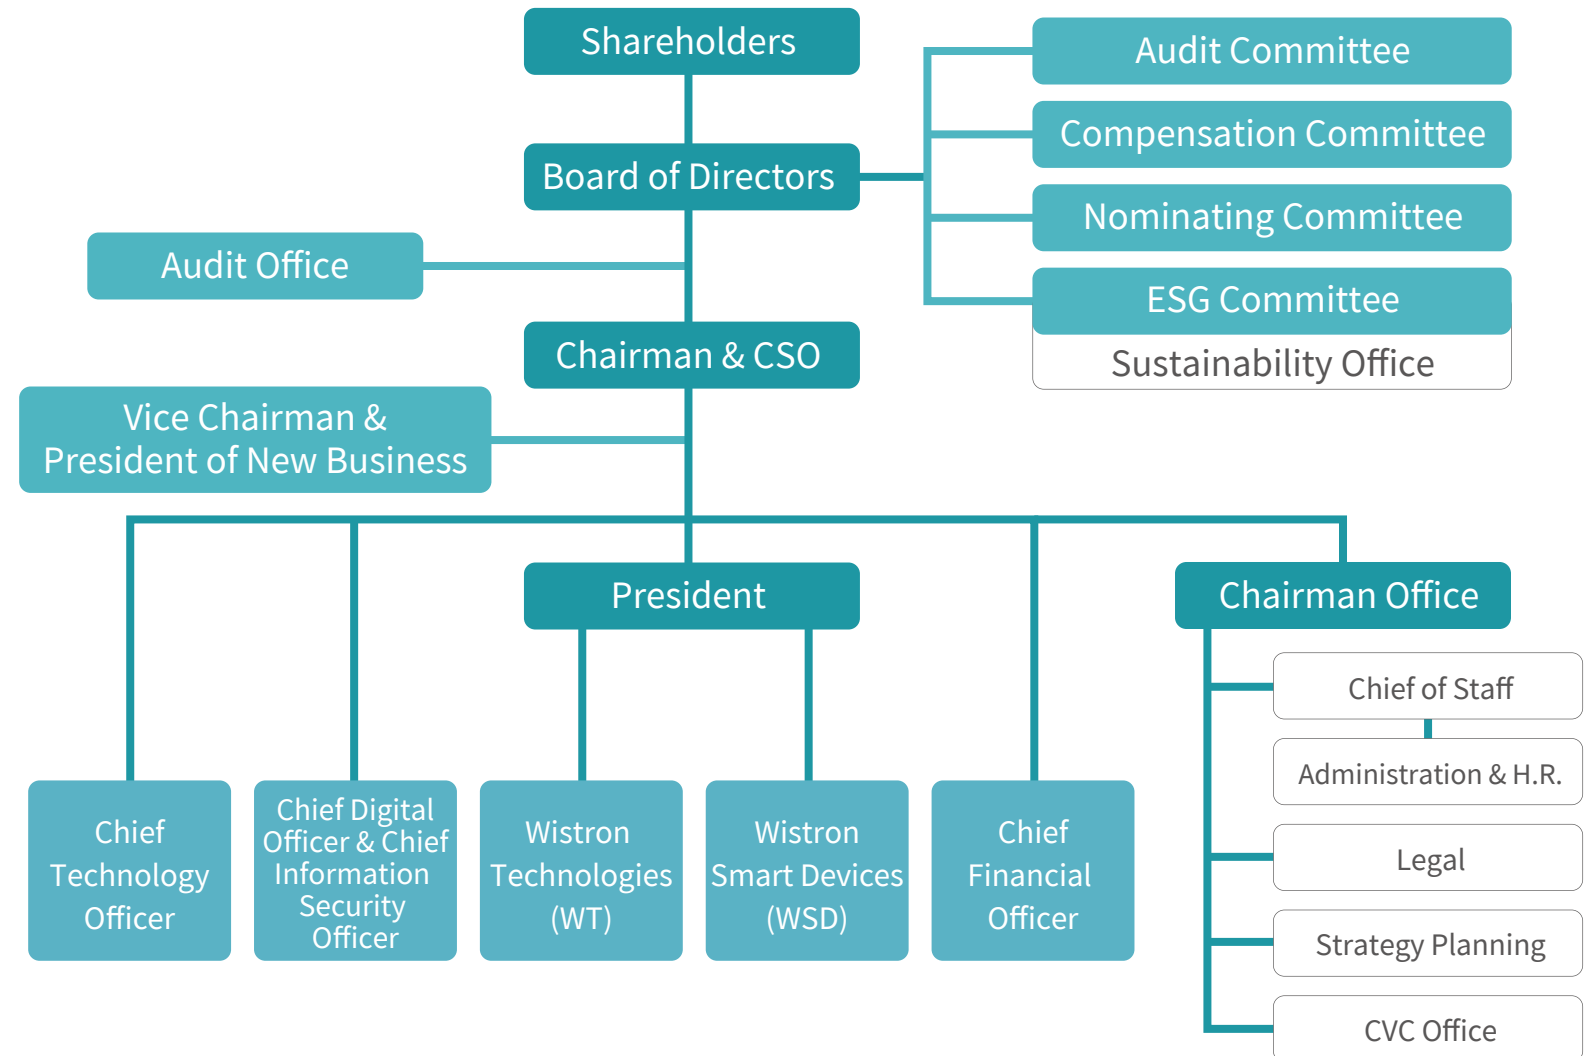 Shareholders
Board of Directors
Audit Committee
Compensation Committee
Nominating Committee
ESG Committee
Sustainability Office
Audit Office
Chairman & CSO
Vice Chairman &
President of New Business
President
Chairman Office
Chief
Technology
Officer
Chief Digital
Officer & Chief
Information
Security
Officer
Wistron
Technologies
(WT)
Wistron
Smart Devices
(WSD)
Chief
Financial
Officer
Chief of Staff
Administration & H.R.
Legal
Strategy Planning
CVC Office